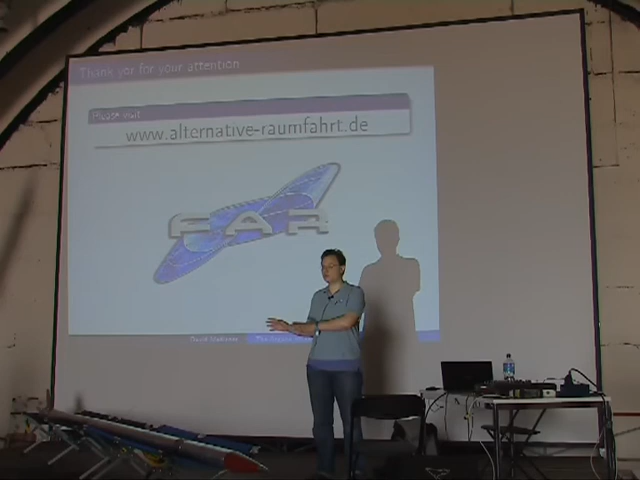 Thank you for your attention
Please visit
www.alternative-raumfahrt.de
FAR